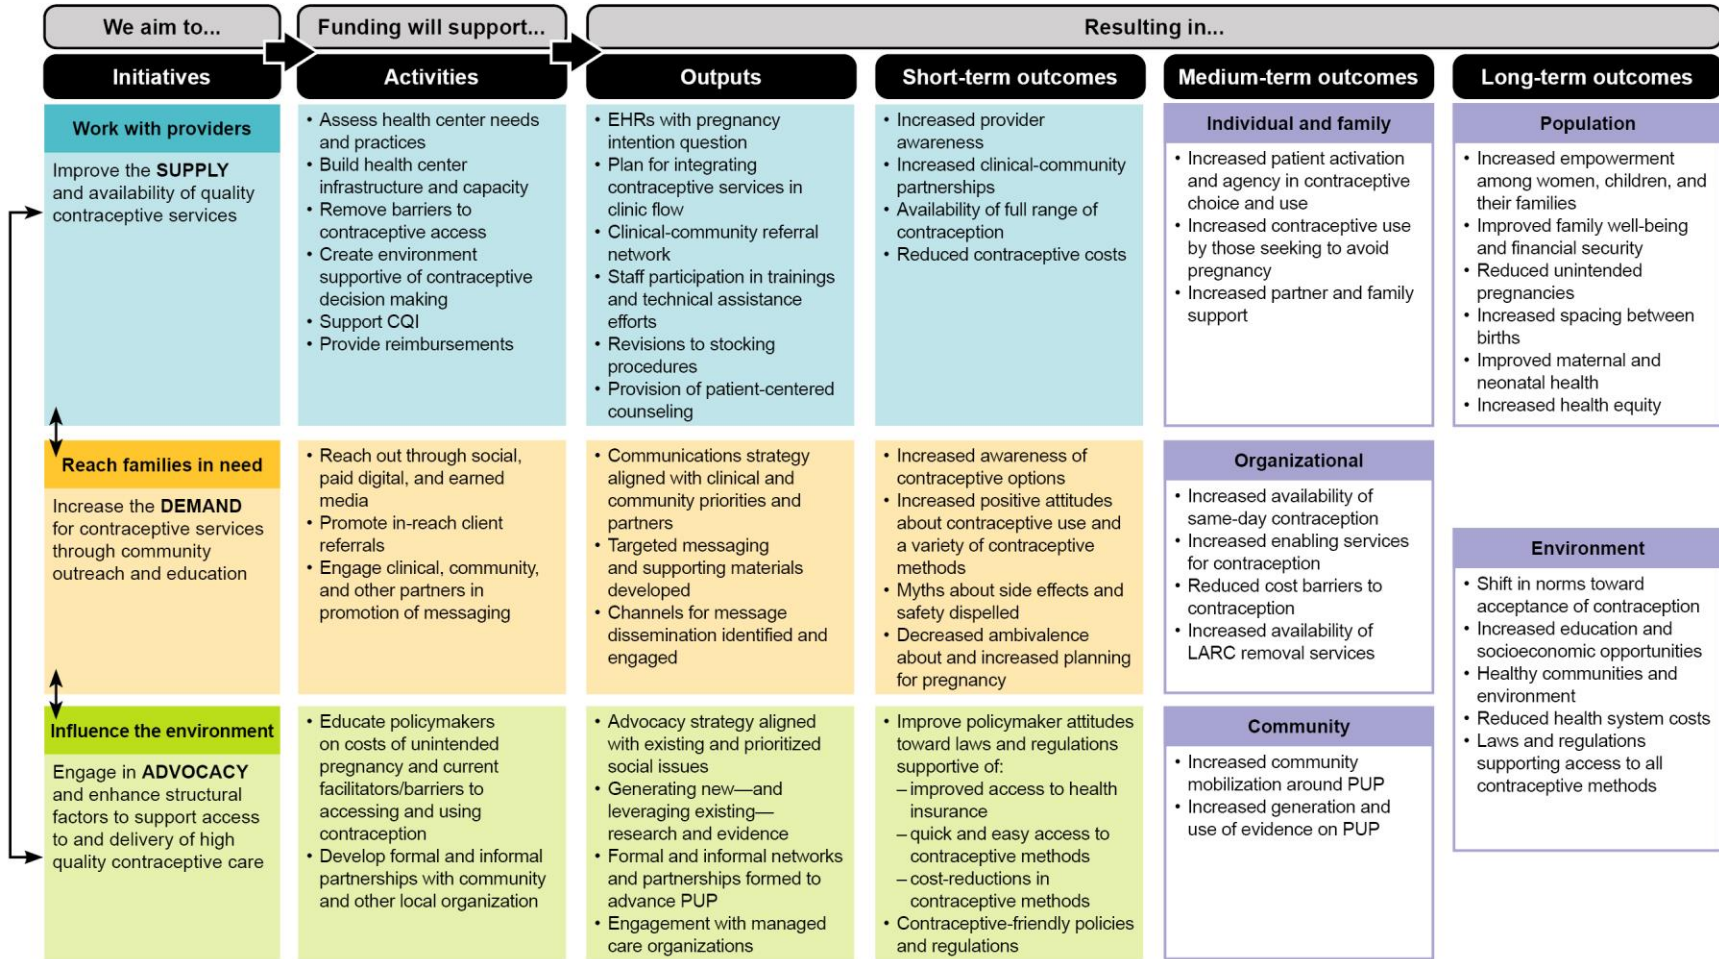 We aim to...
Funding will support...
Resulting in...
Initiatives
Activities
Outputs
Short-term outcomes
Medium-term outcomes
Long-term outcomes
Work with providers
Improve the SUPPLY
and availability of quality
contraceptive services
• Assess health center needs
and practices
• Build health center
infrastructure and capacity
• Remove barriers to
contraceptive access
• Create environment
supportive of contraceptive
decision making
• Support CQI
• Provide reimbursements
• EHRs with pregnancy
intention question
• Plan for integrating
contraceptive services in
clinic flow
• Clinical-community referral
network
• Staff participation in trainings
and technical assistance
efforts
• Revisions to stocking
procedures
• Provision of patient-centered
counseling
• Increased provider
awareness
• Increased clinical-community
partnerships
• Availability of full range of
contraception
• Reduced contraceptive costs
Individual and family
• Increased patient activation
and agency in contraceptive
choice and use
• Increased contraceptive use
by those seeking to avoid
pregnancy
• Increased partner and family
support
Population
• Increased empowerment
among women, children, and
their families
• Improved family well-being
and financial security
• Reduced unintended
pregnancies
• Increased spacing between
births
• Improved maternal and
neonatal health
• Increased health equity
Reach families in need
Increase the DEMAND
for contraceptive services
through community
outreach and education
• Reach out through social,
paid digital, and earned
media
• Promote in-reach client
referrals
• Engage clinical, community,
and other partners in
promotion of messaging
• Communications strategy
aligned with clinical and
community priorities and
partners
• Targeted messaging
and supporting materials
developed
• Channels for message
dissemination identified and
engaged
• Increased awareness of
contraceptive options
• Increased positive attitudes
about contraceptive use and
a variety of contraceptive
methods
• Myths about side effects and
safety dispelled
• Decreased ambivalence
about and increased planning
for pregnancy
Organizational
• Increased availability of
same-day contraception
• Increased enabling services
for contraception
• Reduced cost barriers to
contraception
• Increased availability of
LARC removal services
Environment
• Shift in norms toward
acceptance of contraception
• Increased education and
socioeconomic opportunities
• Healthy communities and
environment
• Reduced health system costs
• Laws and regulations
supporting access to all
contraceptive methods
Influence the environment
Engage in ADVOCACY
and enhance structural
factors to support access
to and delivery of high
quality contraceptive care
• Educate policymakers
on costs of unintended
pregnancy and current
facilitators/barriers to
accessing and using
contraception
• Develop formal and informal
partnerships with community
and other local organization
• Advocacy strategy aligned
with existing and prioritized
social issues
• Generating new—and
leveraging existing—
research and evidence
• Formal and informal networks
and partnerships formed to
advance PUP
• Engagement with managed
care organizations
• Improve policymaker attitudes
toward laws and regulations
supportive of:
– improved access to health
insurance
– quick and easy access to
contraceptive methods
– cost-reductions in
contraceptive methods
• Contraceptive-friendly policies
and regulations
Community
• Increased community
mobilization around PUP
• Increased generation and
use of evidence on PUP